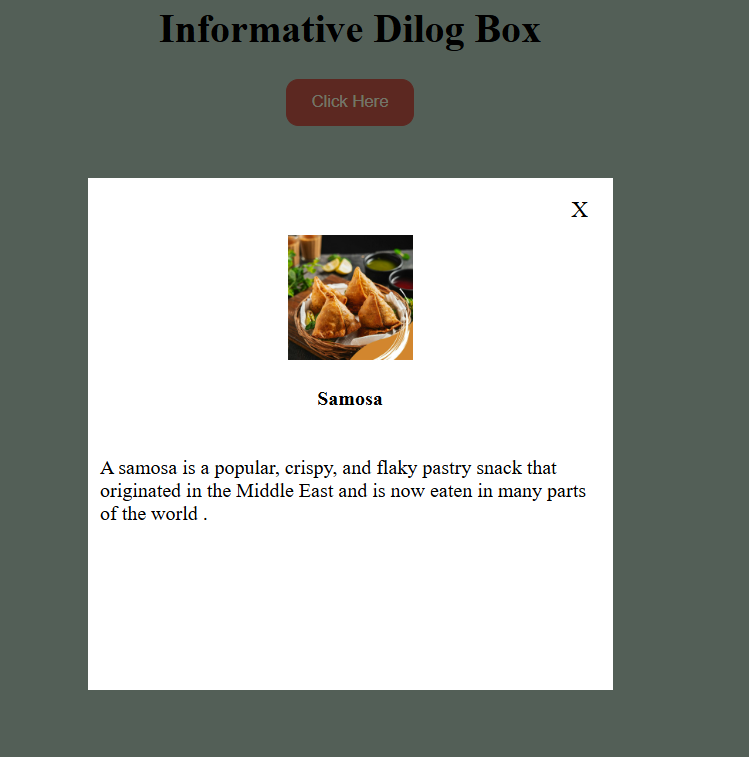 Informative Dilog Box
Click Here
X
Samosa
A samosa is a popular, crispy, and flaky pastry snack that
originated in the Middle East and is now eaten in many parts
of the world .